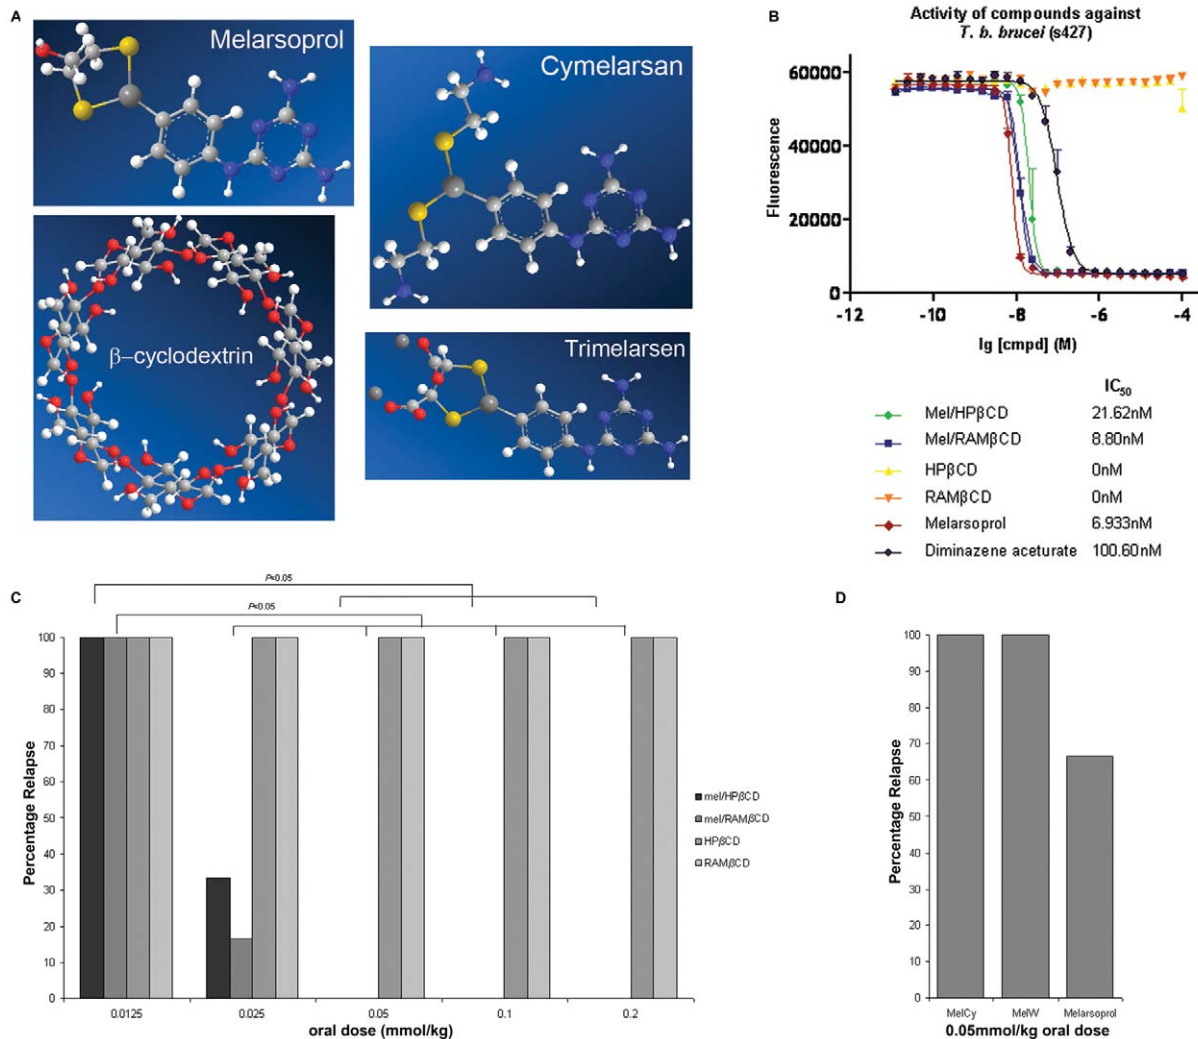 A
Melarsoprol
Cymelarsan
β–cyclodextrin
Trimelarsen
B
Activity of compounds against
T. b. brucei (s427)
Fluorescence
60000
40000
20000
0
-12 -10 -8 -6 -4
lg [cmpd] (M)
IC50
Mel/HPβCD 21.62nM
Mel/RAMβCD 8.80nM
HPβCD 0nM
RAMβCD 0nM
Melarsoprol 6.933nM
Diminazene aceturate 100.60nM
C
P<0.05
P<0.05
Percentage Relapse
100
90
80
70
60
50
40
30
20
10
0
0.0125 0.025 0.05 0.1 0.2
oral dose (mmol/kg)
mel/HPβCD
mel/RAMβCD
HPβCD
RAMβCD
D
Percentage Relapse
100
90
80
70
60
50
40
30
20
10
0
MelCy MelW Melarsoprol
0.05mmol/kg oral dose